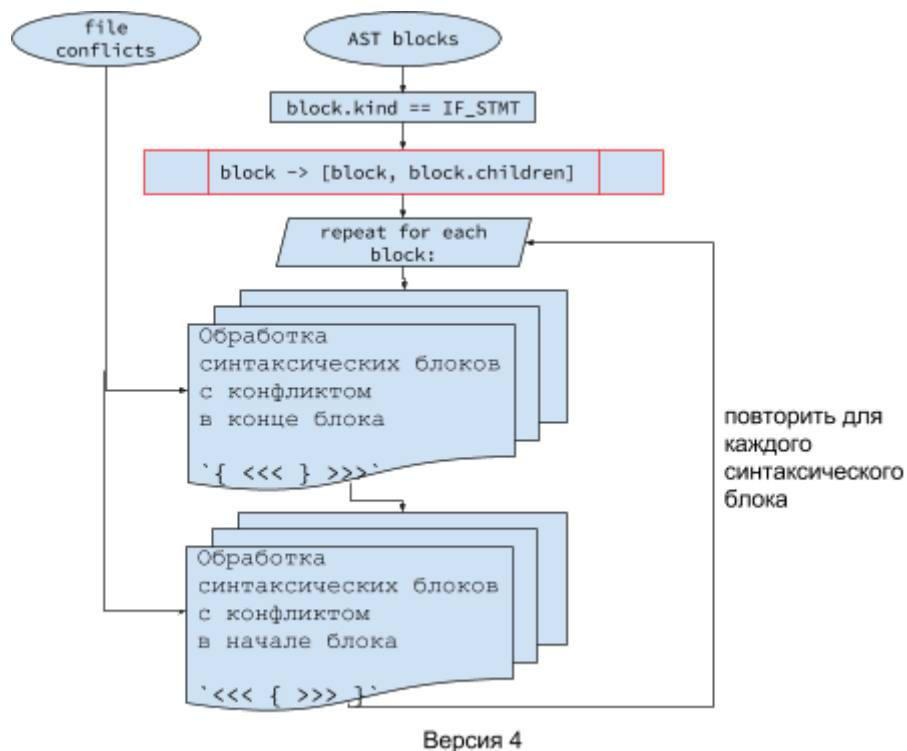 file
conflicts
AST blocks
block.kind == IF_STMT
block -> [block, block.children]
repeat for each
block:
Обработка
синтаксических блоков
с конфликтом
в конце блока
`{ <<< } >>>`
повторить для
каждого
синтаксического
блока
Обработка
синтаксических блоков
с конфликтом
в начале блока
`<<< { >>> }`
Версия 4